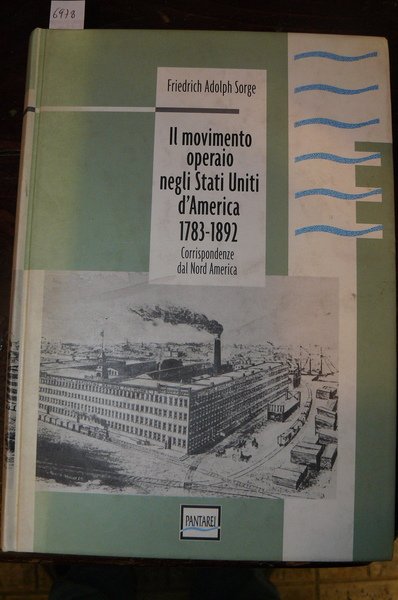 6978
Friedrich Adolph Sorge
Il movimento
operaio
negli Stati Uniti
d'America
1783-1892
Corrispondenze
dal Nord America
PANTAREI